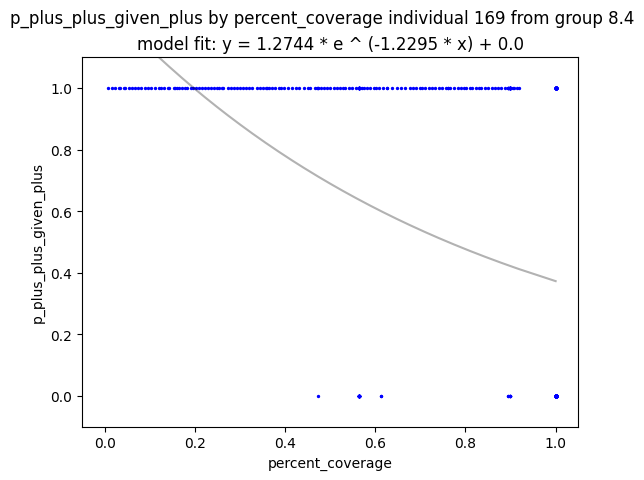 p_plus_plus_given_plus by percent_coverage individual 169 from group 8.4
model fit: y = 1.2744 * e ^ (-1.2295 * x) + 0.0
1.0
0.8
0.6
0.4
0.2
0.0
p_plus_plus_given_plus
0.0 0.2 0.4 0.6 0.8 1.0
percent_coverage